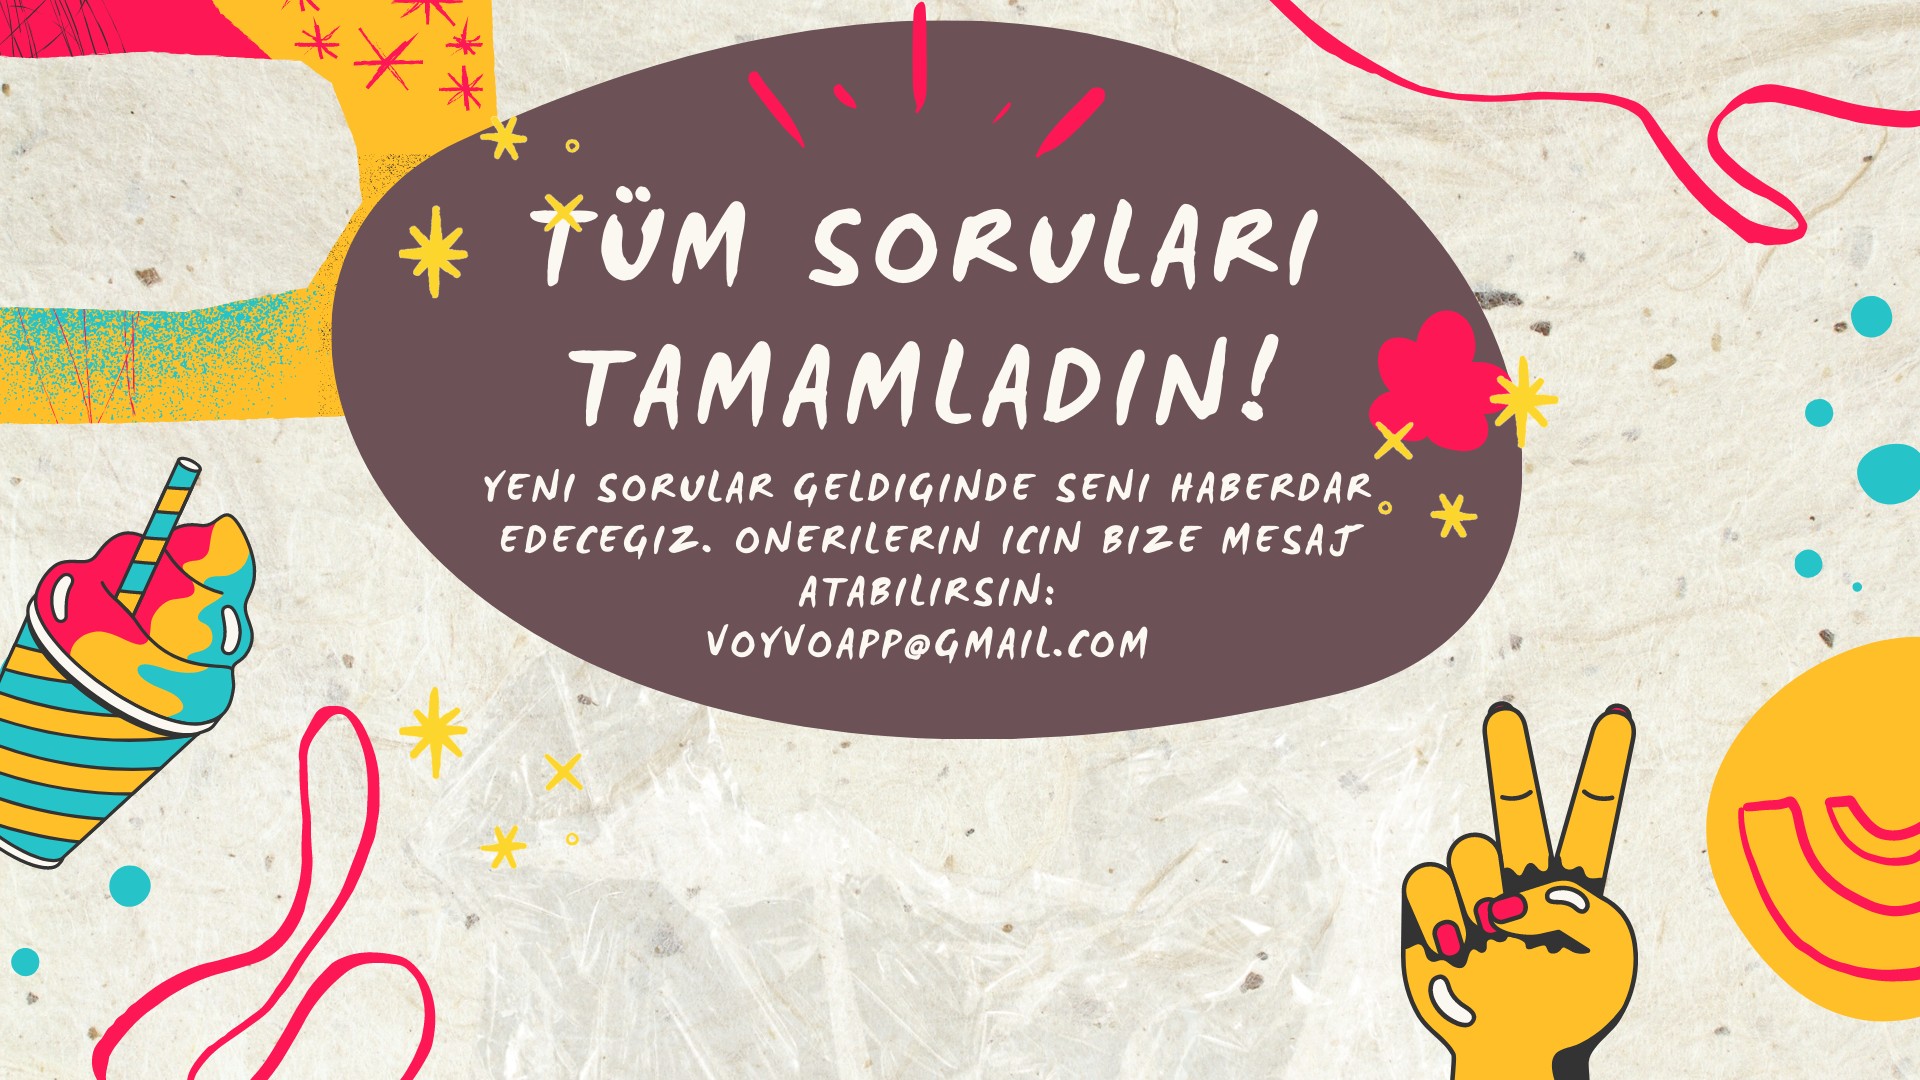 TÜM SORULARI
TAMAMLADIN!
YENI SORULAR GELDIGINDE SENI HABERDAR
EDECEGIZ. ONERILERIN ICIN BIZE MESAJ
ATABILIRSIN:
VOYVOAPP@GMAIL.COM